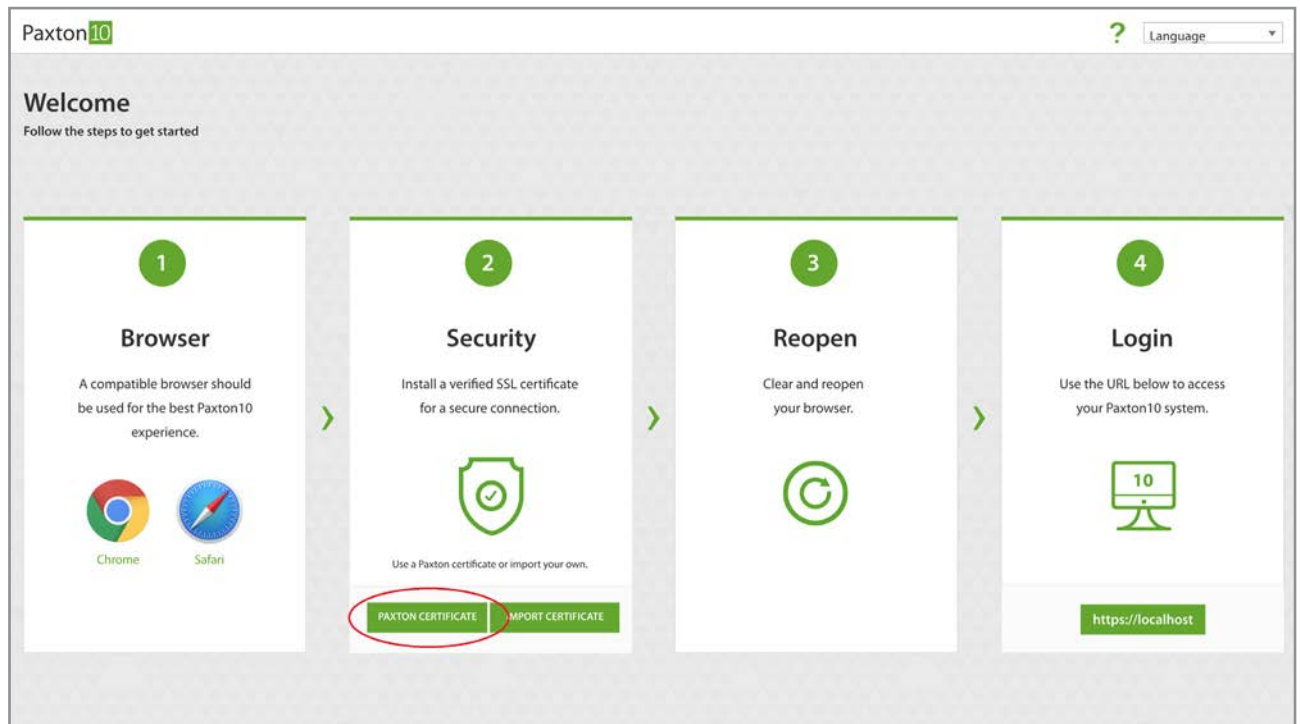 Paxton10
? Language
Welcome
Follow the steps to get started
1
Browser
A compatible browser should
be used for the best Paxton10
experience.
Chrome Safari
2
Security
Install a verified SSL certificate
for a secure connection.
Use a Paxton certificate or import your own.
PAXTON CERTIFICATE IMPORT CERTIFICATE
3
Reopen
Clear and reopen
your browser.
4
Login
Use the URL below to access
your Paxton10 system.
10
https://localhost